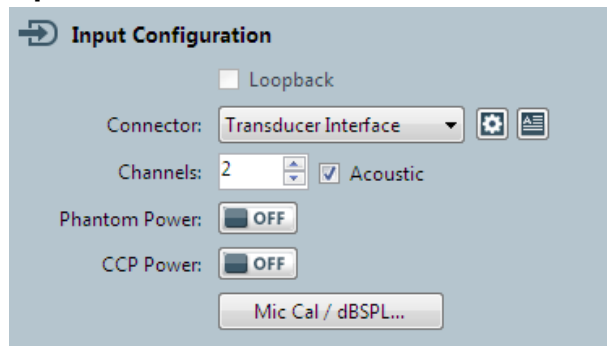 Input Configuration
Loopback
Connector: Transducer Interface
Channels: 2 Acoustic
Phantom Power: OFF
CCP Power: OFF
Mic Cal / dBSPL...